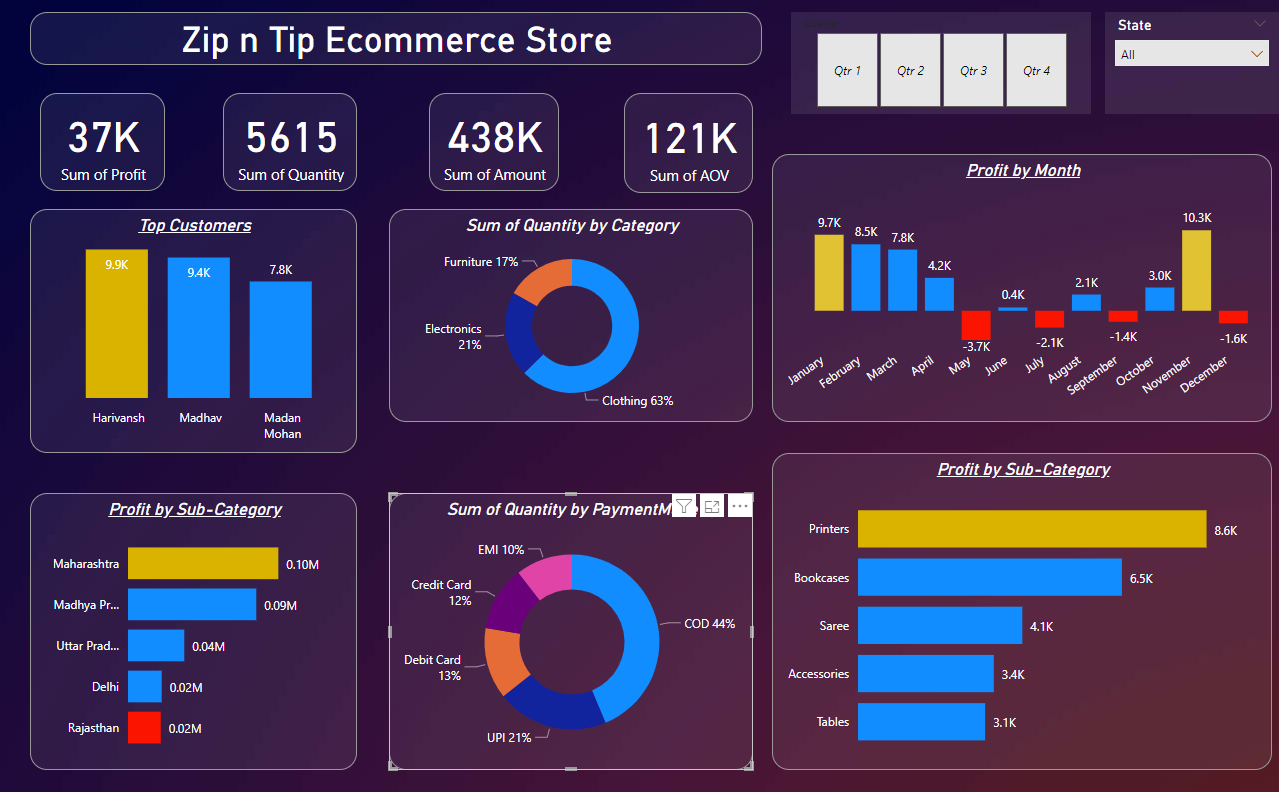 Zip n Tip Ecommerce Store
Qtr 1
Qtr 2
Qtr 3
Qtr 4
State
All
37K
Sum of Profit
5615
Sum of Quantity
438K
Sum of Amount
121K
Sum of AOV
Top Customers
9.9K
9.4K
7.8K
Harivansh
Madhav
Madan
Mohan
Sum of Quantity by Category
Furniture 17%
Electronics
21%
Clothing 63%
Profit by Month
9.7K
8.5K
7.8K
4.2K
-3.7K
0.4K
-2.1K
2.1K
-1.4K
3.0K
10.3K
-1.6K
January
February
March
April
May
June
July
August
September
October
November
December
Profit by Sub-Category
Maharashtra
0.10M
Madhya Pr...
0.09M
Uttar Prad...
0.04M
Delhi
0.02M
Rajasthan
0.02M
Sum of Quantity by PaymentM
EMI 10%
Credit Card
12%
COD 44%
Debit Card
13%
UPI 21%
Profit by Sub-Category
Printers
8.6K
Bookcases
6.5K
Saree
4.1K
Accessories
3.4K
Tables
3.1K